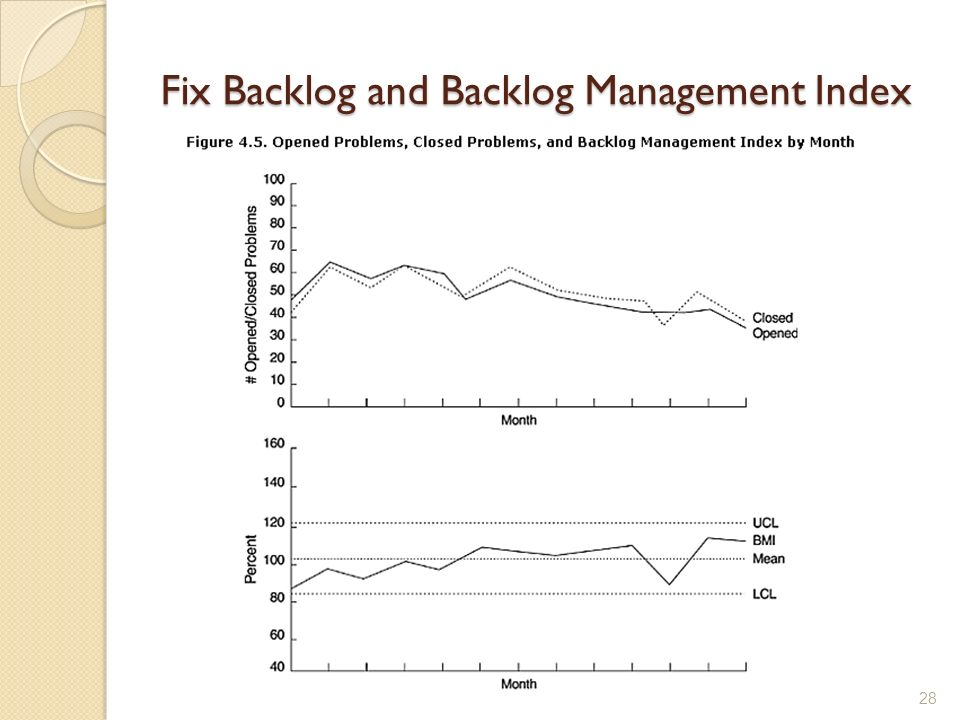 Fix Backlog and Backlog Management Index
Figure 4.5. Opened Problems, Closed Problems, and Backlog Management Index by Month
100
90
80
70
60
50
40
30
20
10
0
# Opened/Closed Problems
Closed
Opened
Month
160
140
120
100
80
60
40
Percent
UCL
BMI
Mean
LCL
Month
28